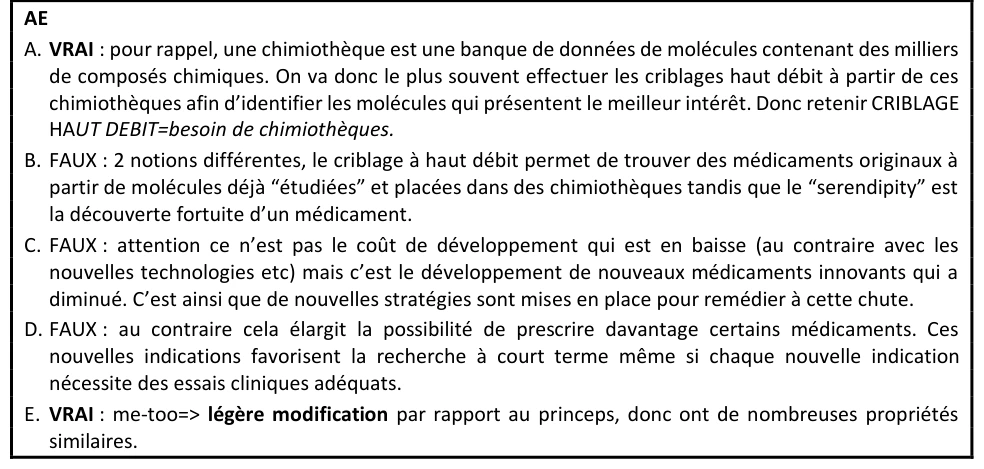 AE
A. VRAI : pour rappel, une chimiothèque est une banque de données de molécules contenant des milliers
de composés chimiques. On va donc le plus souvent effectuer les criblages haut débit à partir de ces
chimiothèques afin d’identifier les molécules qui présentent le meilleur intérêt. Donc retenir CRIBLAGE
HAUT DEBIT=besoin de chimiothèques.
B. FAUX : 2 notions différentes, le criblage à haut débit permet de trouver des médicaments originaux à
partir de molécules déjà “étudiées” et placées dans des chimiothèques tandis que le “serendipity” est
la découverte fortuite d’un médicament.
C. FAUX : attention ce n’est pas le coût de développement qui est en baisse (au contraire avec les
nouvelles technologies etc) mais c’est le développement de nouveaux médicaments innovants qui a
diminué. C’est ainsi que de nouvelles stratégies sont mises en place pour remédier à cette chute.
D. FAUX : au contraire cela élargit la possibilité de prescrire davantage certains médicaments. Ces
nouvelles indications favorisent la recherche à court terme même si chaque nouvelle indication
nécessite des essais cliniques adéquats.
E. VRAI : me-too=> légère modification par rapport au princeps, donc ont de nombreuses propriétés
similaires.